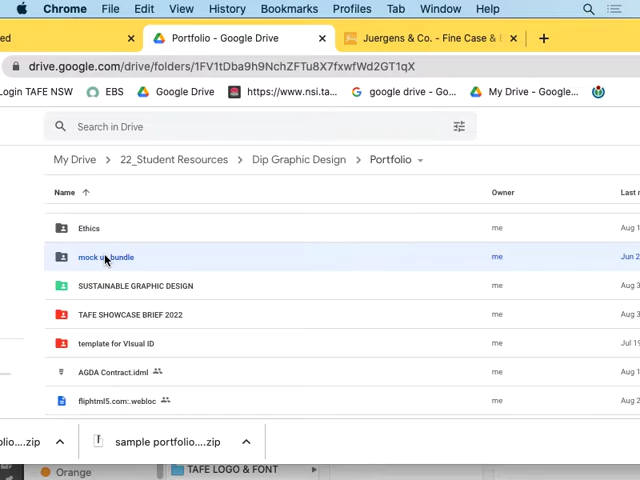 Chrome File Edit View History Bookmarks Profiles Tab Window Help
ed × Portfolio - Google Drive × Juergens & Co. - Fine Case & E × +
drive.google.com/drive/folders/1FV1tDba9h9NchZFTu8X7fxwfWd2GT1qX
Login TAFE NSW EBS Google Drive https://www.nsi.ta... google drive - Go... My Drive - Google...
Search in Drive
My Drive > 22_Student Resources > Dip Graphic Design > Portfolio
Name Owner Last m
Ethics me Aug 1
mock up bundle me Jun 2
SUSTAINABLE GRAPHIC DESIGN me Aug 3
TAFE SHOWCASE BRIEF 2022 me Aug 3
template for VIsual ID me Jul 19
AGDA Contract.idml me Aug 1
fliphtml5.com:.webloc me Aug 2
olio....zip sample portfolio....zip
Orange TAFE LOGO & FONT